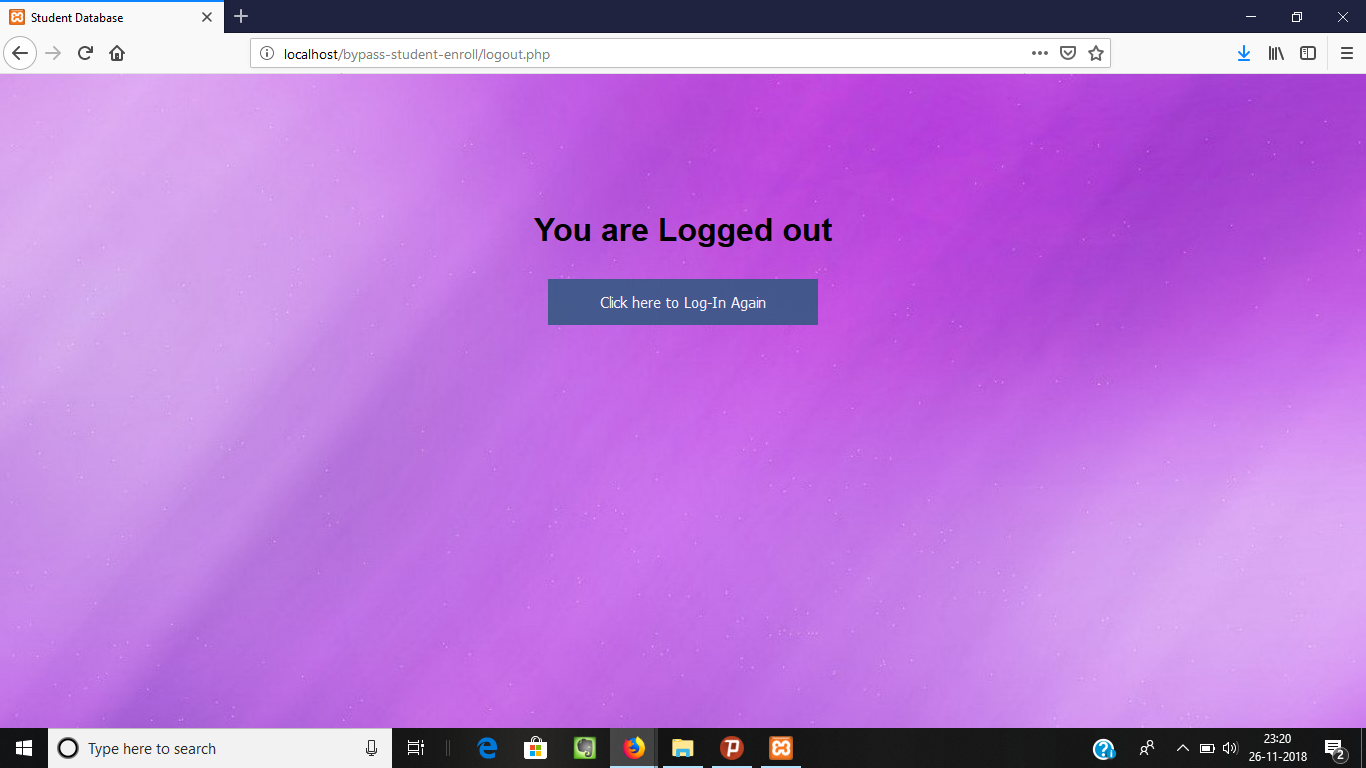 Student Database
localhost/bypass-student-enroll/logout.php
You are Logged out
Click here to Log-In Again
Type here to search
23:20
26-11-2018
2